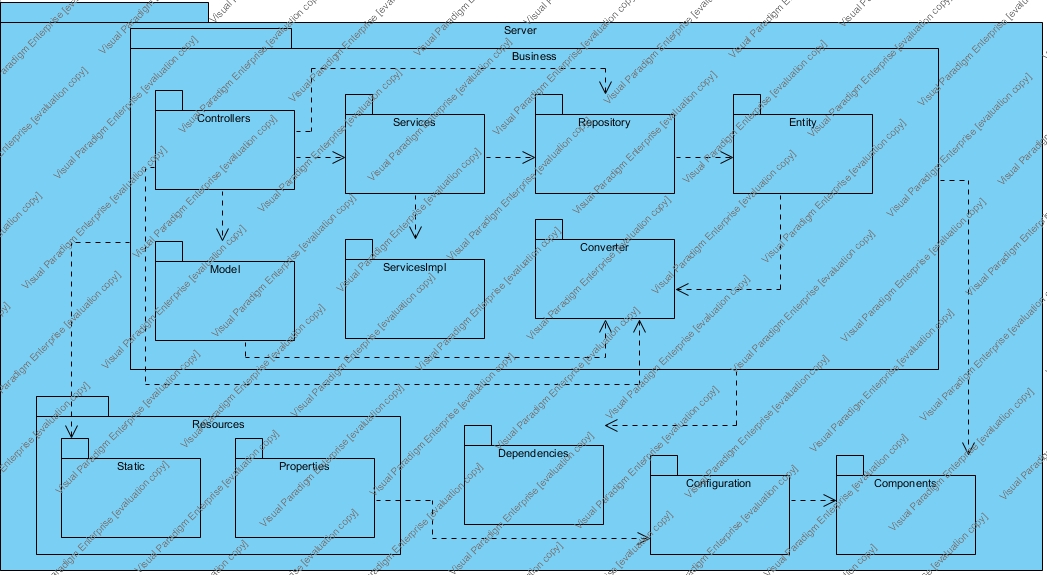 Server
Business
Controllers
Services
Repository
Entity
Model
ServicesImpl
Converter
Resources
Static
Properties
Dependencies
Configuration
Components
Visual Paradigm Enterprise [evaluation copy]